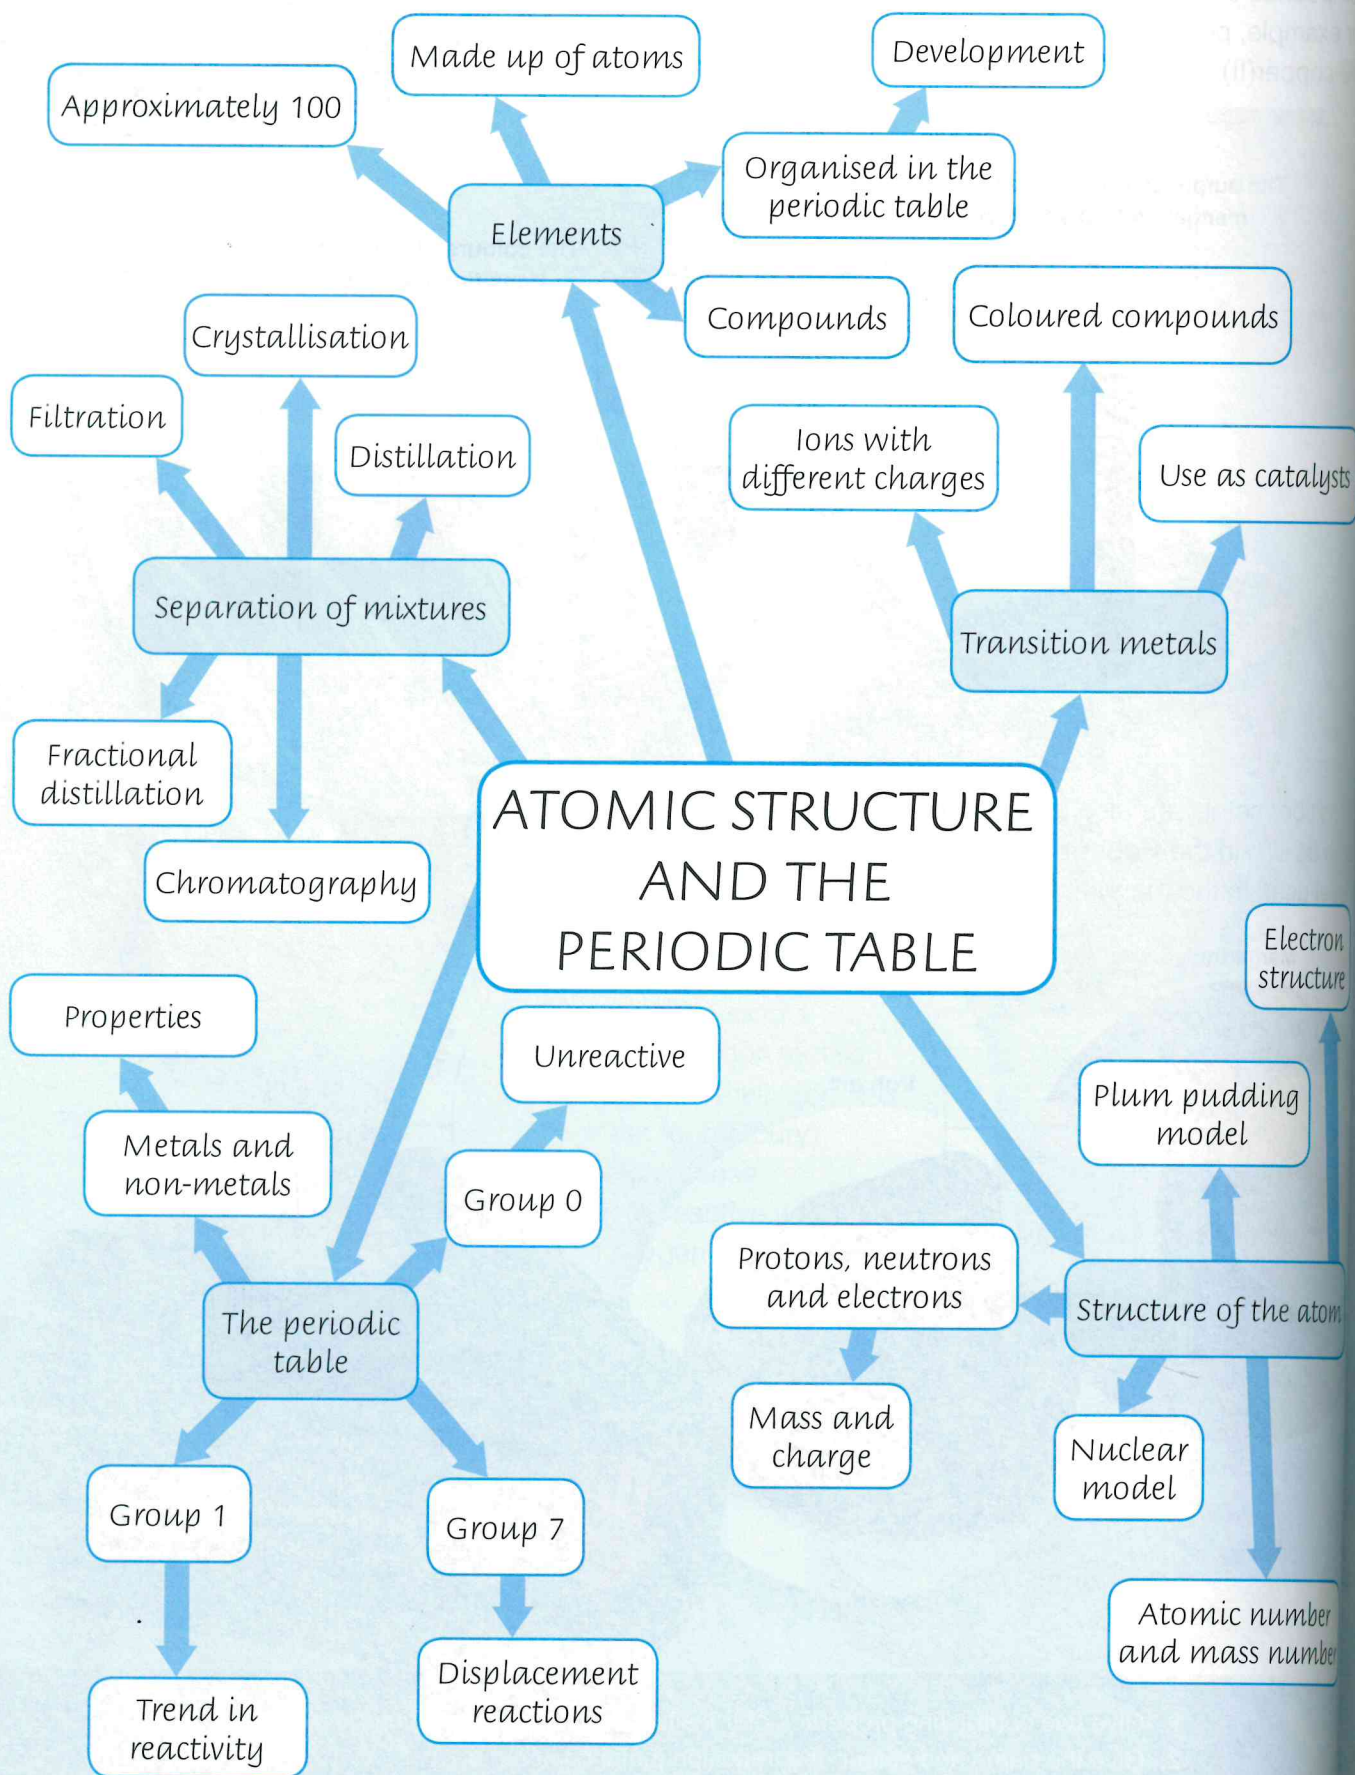 Made up of atoms
Development
Approximately 100
Organised in the
periodic table
Elements
Compounds
Coloured compounds
Crystallisation
Filtration
Distillation
Ions with
different charges
Use as catalysts
Separation of mixtures
Transition metals
Fractional
distillation
Chromatography
ATOMIC STRUCTURE
AND THE
PERIODIC TABLE
Electron
structure
Properties
Unreactive
Plum pudding
model
Metals and
non-metals
Group 0
Protons, neutrons
and electrons
Structure of the atom
The periodic
table
Mass and
charge
Nuclear
model
Group 1
Group 7
Atomic number
and mass number
Displacement
reactions
Trend in
reactivity
example,